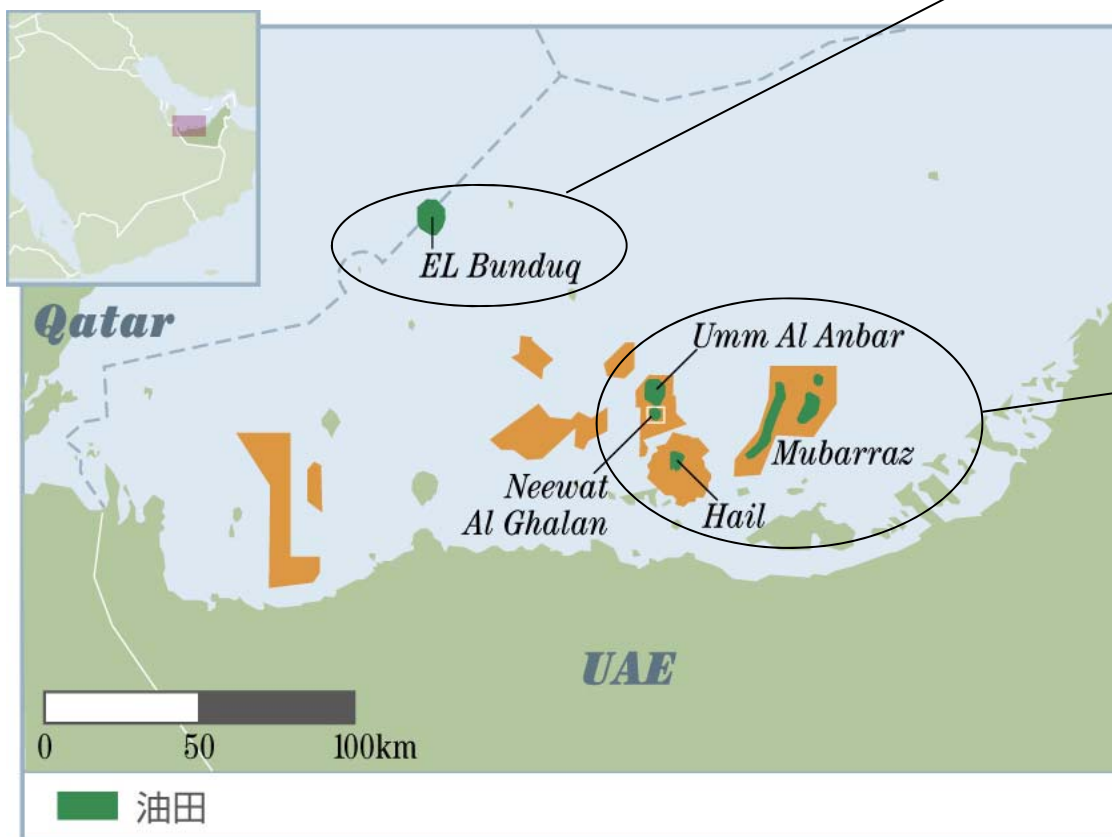 EL Bunduq
Qatar
Umm Al Anbar
Mubarraz
Neewat
Al Ghalan
Hail
UAE
0 50 100km
油田